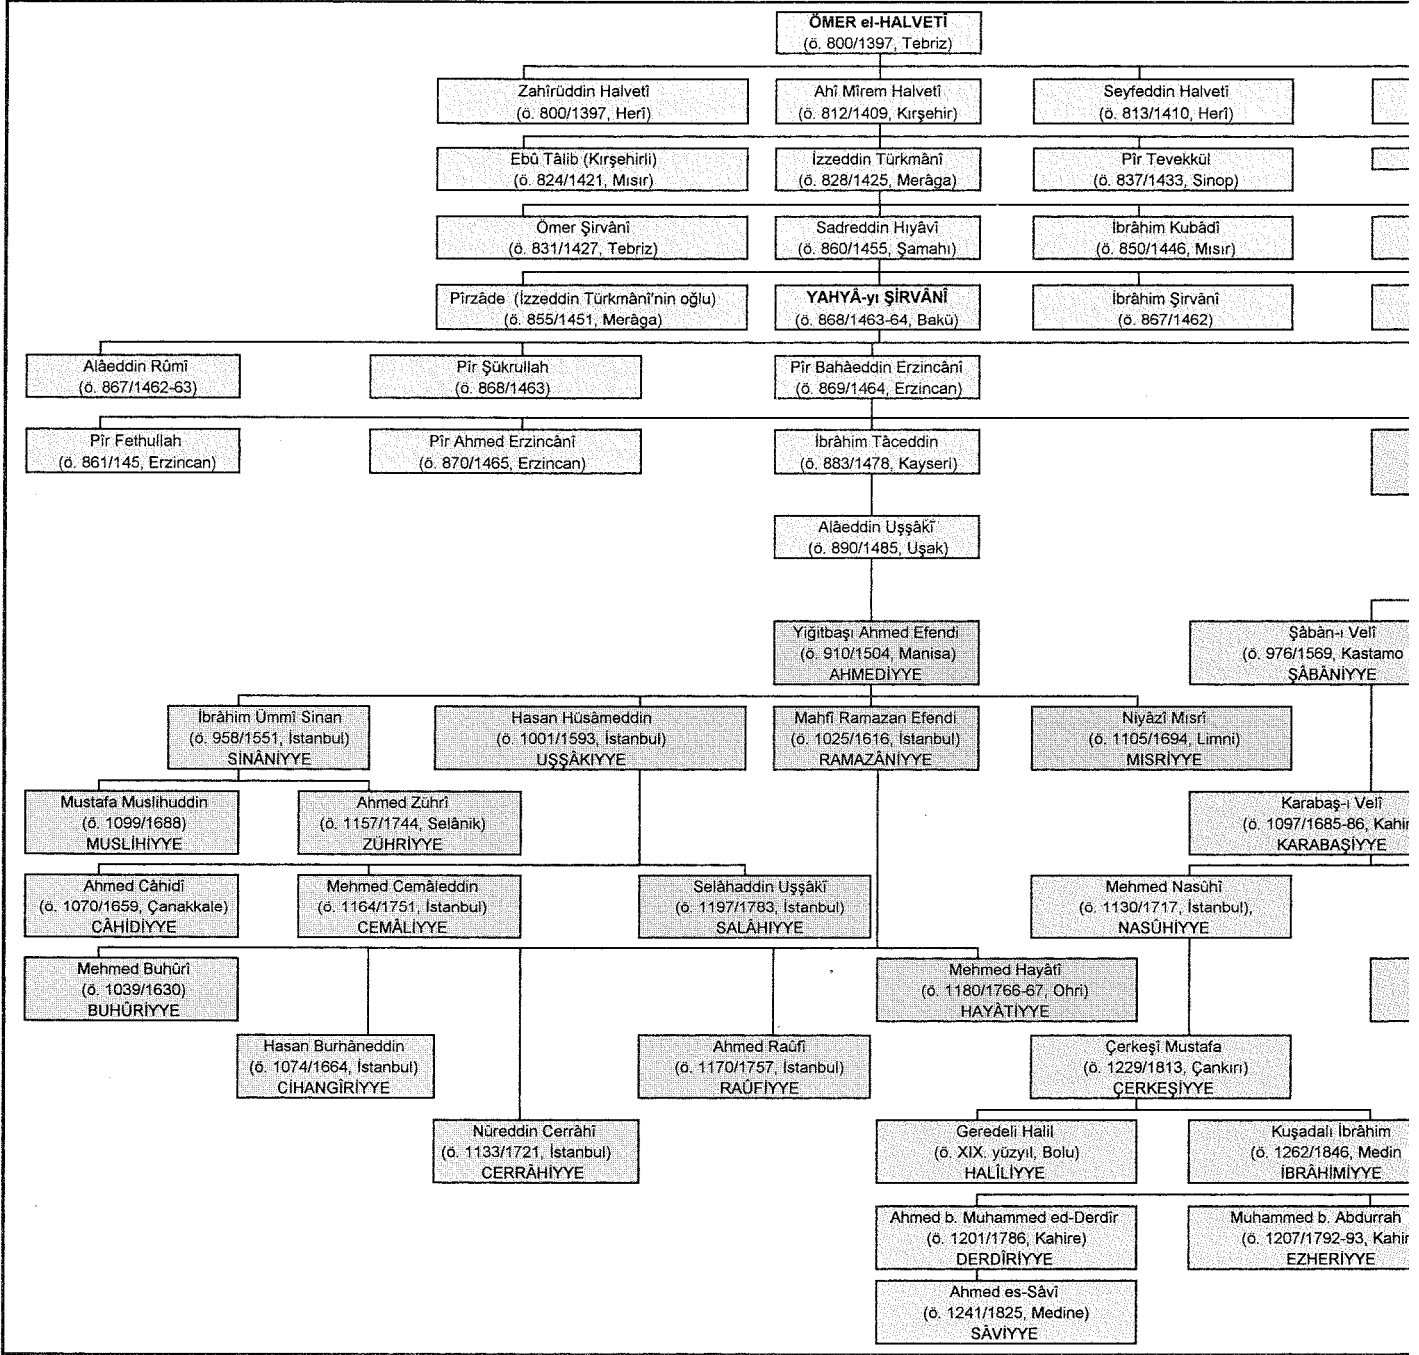 ÖMER el-HALVETÎ
(ö. 800/1397, Tebriz)
Zahîrüddin Halvetî
(ö. 800/1397, Herî)
Ahî Mîrem Halvetî
(ö. 812/1409, Kırşehir)
Seyfeddin Halvetî
(ö. 813/1410, Herî)
Ebû Tâlib (Kırşehirli)
(ö. 824/1421, Mısır)
İzzeddin Türkmânî
(ö. 828/1425, Merâga)
Pîr Tevekkül
(ö. 837/1433, Sinop)
Ömer Şirvânî
(ö. 831/1427, Tebriz)
Sadreddin Hıyâvî
(ö. 860/1455, Şamahı)
İbrâhim Kubâdî
(ö. 850/1446, Mısır)
Pîrzâde (İzzeddin Türkmânî'nin oğlu)
(ö. 855/1451, Merâga)
YAHYÂ-yı ŞİRVÂNÎ
(ö. 868/1463-64, Bakü)
İbrâhim Şirvânî
(ö. 867/1462)
Alâeddin Rûmî
(ö. 867/1462-63)
Pîr Şükrullah
(ö. 868/1463)
Pîr Bahâeddin Erzincânî
(ö. 869/1464, Erzincan)
Pîr Fethullah
(ö. 861/145, Erzincan)
Pîr Ahmed Erzincânî
(ö. 870/1465, Erzincan)
İbrâhim Tâceddin
(ö. 883/1478, Kayseri)
Alâeddin Uşşâkî
(ö. 890/1485, Uşak)
Yiğitbaşı Ahmed Efendi
(ö. 910/1504, Manisa)
AHMEDİYYE
Şâbân-ı Velî
(ö. 976/1569, Kastamo
ŞÂBÂNİYYE
İbrâhim Ümmî Sinan
(ö. 958/1551, İstanbul)
SİNÂNİYYE
Hasan Hüsâmeddin
(ö. 1001/1593, İstanbul)
UŞŞÂKIYYE
Mahfî Ramazan Efendi
(ö. 1025/1616, İstanbul)
RAMAZÂNİYYE
Niyâzî Mısrî
(ö. 1105/1694, Limni)
MISRİYYE
Mustafa Muslihuddin
(ö. 1099/1688)
MUSLİHİYYE
Ahmed Zührî
(ö. 1157/1744, Selânik)
ZÜHRİYYE
Karabaş-ı Velî
(ö. 1097/1685-86, Kahir
KARABAŞİYYE
Ahmed Câhidî
(ö. 1070/1659, Çanakkale)
CÂHİDİYYE
Mehmed Cemâleddin
(ö. 1164/1751, İstanbul)
CEMÂLİYYE
Selâhaddin Uşşâkî
(ö. 1197/1783, İstanbul)
SALÂHIYYE
Mehmed Nasûhî
(ö. 1130/1717, İstanbul),
NASÛHİYYE
Mehmed Buhûrî
(ö. 1039/1630)
BUHÛRİYYE
Mehmed Hayâtî
(ö. 1180/1766-67, Ohri)
HAYÂTİYYE
Hasan Burhâneddin
(ö. 1074/1664, İstanbul)
CİHANGİRİYYE
Ahmed Raûfî
(ö. 1170/1757, İstanbul)
RAÛFİYYE
Çerkeşî Mustafa
(ö. 1229/1813, Çankırı)
ÇERKEŞİYYE
Nûreddin Cerrâhî
(ö. 1133/1721, İstanbul)
CERRÂHİYYE
Geredeli Halil
(ö. XIX. yüzyıl, Bolu)
HALÎLİYYE
Kuşadalı İbrâhim
(ö. 1262/1846, Medin
İBRÂHİMİYYE
Ahmed b. Muhammed ed-Derdîr
(ö. 1201/1786, Kahire)
DERDÎRİYYE
Muhammed b. Abdurrah
(ö. 1207/1792-93, Kahir
EZHERİYYE
Ahmed es-Sâvî
(ö. 1241/1825, Medine)
SÂVİYYE